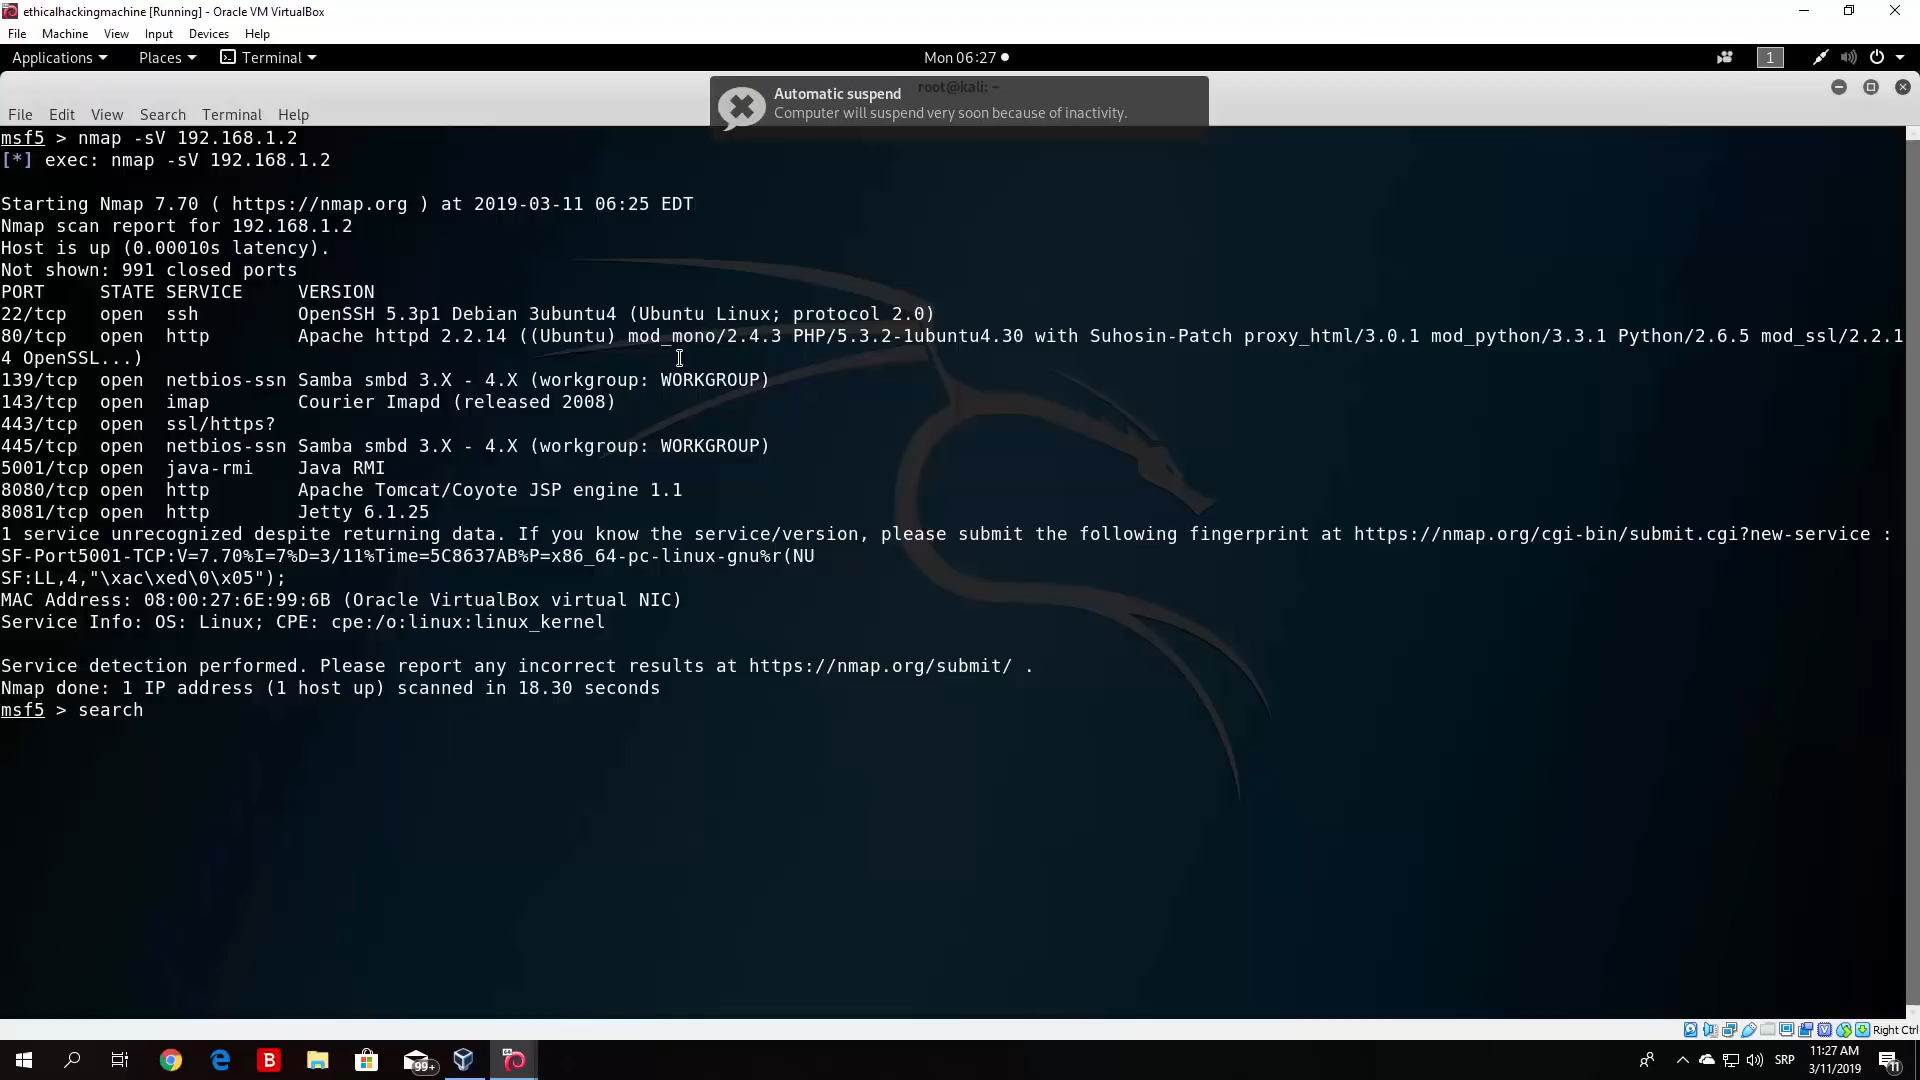 ethicalhackingmachine [Running] - Oracle VM VirtualBox
File Machine View Input Devices Help
Applications Places Terminal Mon 06:27 1
root@kali: ~
Automatic suspend
Computer will suspend very soon because of inactivity.
File Edit View Search Terminal Help
msf5 > nmap -sV 192.168.1.2
[*] exec: nmap -sV 192.168.1.2
Starting Nmap 7.70 ( https://nmap.org ) at 2019-03-11 06:25 EDT
Nmap scan report for 192.168.1.2
Host is up (0.00010s latency).
Not shown: 991 closed ports
PORT STATE SERVICE VERSION
22/tcp open ssh OpenSSH 5.3p1 Debian 3ubuntu4 (Ubuntu Linux; protocol 2.0)
80/tcp open http Apache httpd 2.2.14 ((Ubuntu) mod_mono/2.4.3 PHP/5.3.2-1ubuntu4.30 with Suhosin-Patch proxy_html/3.0.1 mod_python/3.3.1 Python/2.6.5 mod_ssl/2.2.1
4 OpenSSL...)
139/tcp open netbios-ssn Samba smbd 3.X - 4.X (workgroup: WORKGROUP)
143/tcp open imap Courier Imapd (released 2008)
443/tcp open ssl/https?
445/tcp open netbios-ssn Samba smbd 3.X - 4.X (workgroup: WORKGROUP)
5001/tcp open java-rmi Java RMI
8080/tcp open http Apache Tomcat/Coyote JSP engine 1.1
8081/tcp open http Jetty 6.1.25
1 service unrecognized despite returning data. If you know the service/version, please submit the following fingerprint at https://nmap.org/cgi-bin/submit.cgi?new-service :
SF-Port5001-TCP:V=7.70%I=7%D=3/11%Time=5C8637AB%P=x86_64-pc-linux-gnu%r(NU
SF:LL,4,"\xac\xed\0\x05");
MAC Address: 08:00:27:6E:99:6B (Oracle VirtualBox virtual NIC)
Service Info: OS: Linux; CPE: cpe:/o:linux:linux_kernel
Service detection performed. Please report any incorrect results at https://nmap.org/submit/ .
Nmap done: 1 IP address (1 host up) scanned in 18.30 seconds
msf5 > search
Right Ctrl
B 99+ SRP 11:27 AM
3/11/2019 11